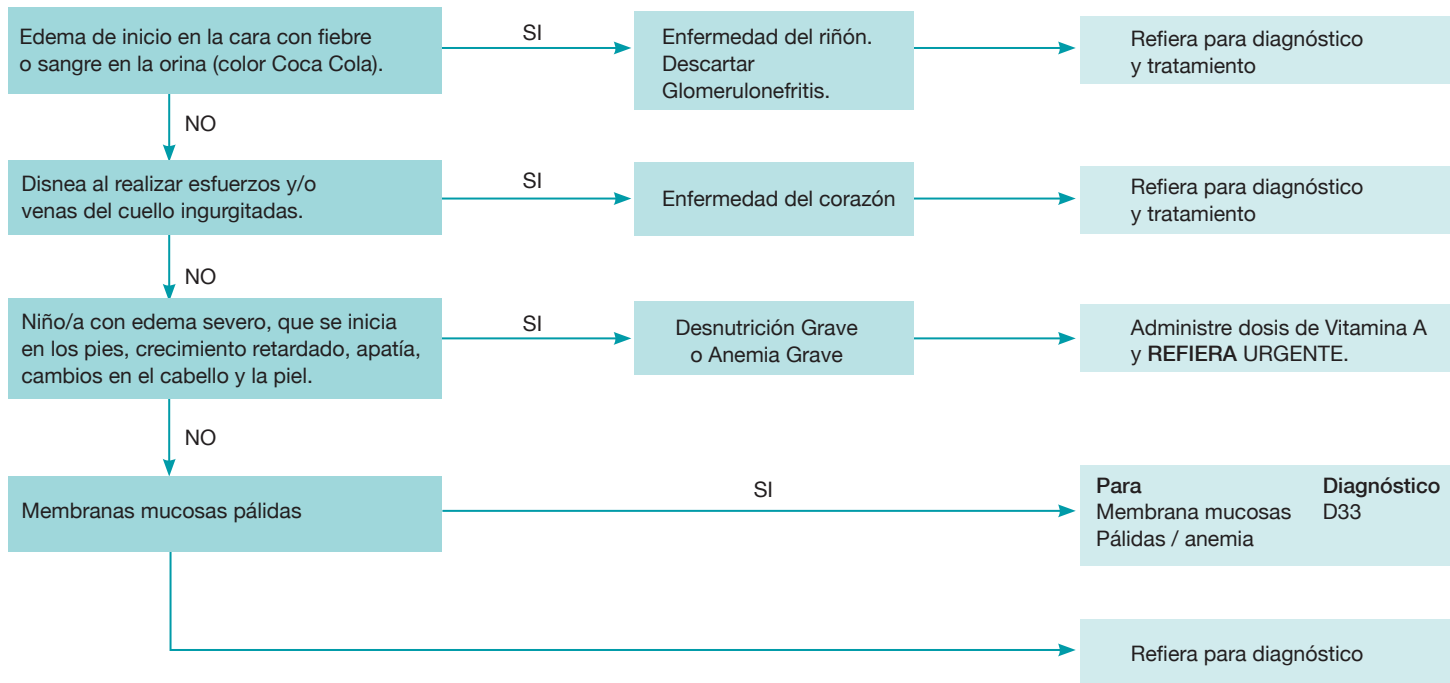 Edema de inicio en la cara con fiebre
o sangre en la orina (color Coca Cola).
SI
Enfermedad del riñón.
Descartar
Glomerulonefritis.
Refiera para diagnóstico
y tratamiento
NO
Disnea al realizar esfuerzos y/o
venas del cuello ingurgitadas.
SI
Enfermedad del corazón
Refiera para diagnóstico
y tratamiento
NO
Niño/a con edema severo, que se inicia
en los pies, crecimiento retardado, apatía,
cambios en el cabello y la piel.
SI
Desnutrición Grave
o Anemia Grave
Administre dosis de Vitamina A
y REFIERA URGENTE.
NO
Membranas mucosas pálidas
SI
Para Diagnóstico
Membrana mucosas D33
Pálidas / anemia
Refiera para diagnóstico